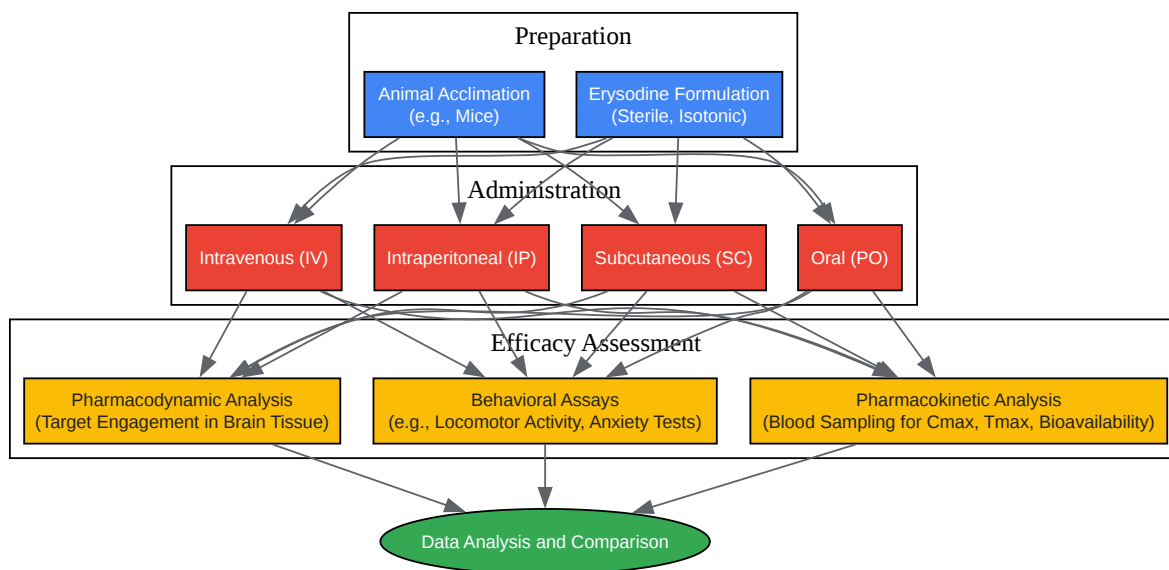 Preparation
Animal Acclimation
(e.g., Mice)
Erysodine Formulation
(Sterile, Isotonic)
Administration
Intravenous (IV)
Intraperitoneal (IP)
Subcutaneous (SC)
Oral (PO)
Efficacy Assessment
Pharmacodynamic Analysis
(Target Engagement in Brain Tissue)
Behavioral Assays
(e.g., Locomotor Activity, Anxiety Tests)
Pharmacokinetic Analysis
(Blood Sampling for Cmax, Tmax, Bioavailability)
Data Analysis and Comparison